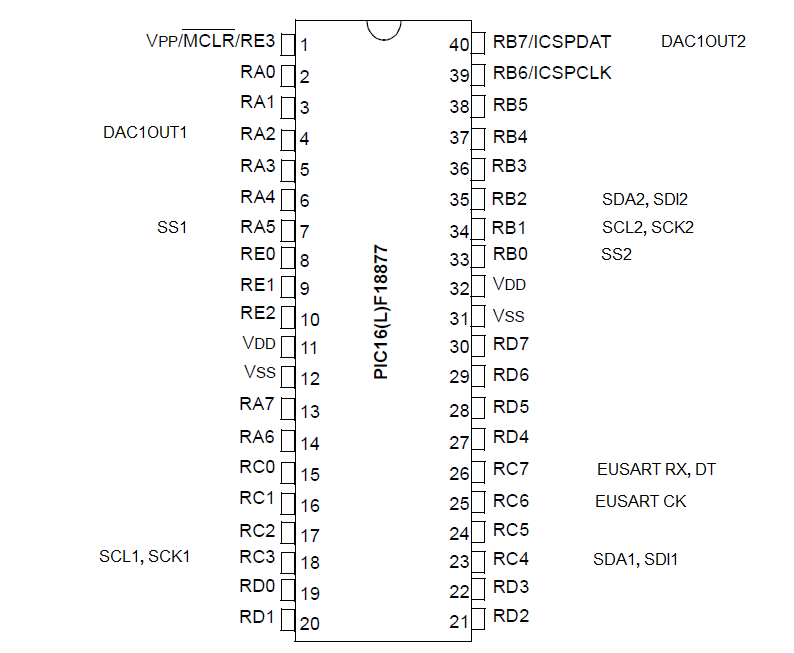 VPP/MCLR/RE3 1 40 RB7/ICSPDAT DAC1OUT2
RA0 2 39 RB6/ICSPCLK
RA1 3 38 RB5
DAC1OUT1 RA2 4 37 RB4
RA3 5 36 RB3
RA4 6 35 RB2 SDA2, SDI2
SS1 RA5 7 34 RB1 SCL2, SCK2
RE0 8 33 RB0 SS2
RE1 9 32 VDD
RE2 10 31 VSS
VDD 11 30 RD7
VSS 12 29 RD6
RA7 13 28 RD5
RA6 14 27 RD4
RC0 15 26 RC7 EUSART RX, DT
RC1 16 25 RC6 EUSART CK
RC2 17 24 RC5
SCL1, SCK1 RC3 18 23 RC4 SDA1, SDI1
RD0 19 22 RD3
RD1 20 21 RD2
PIC16(L)F18877